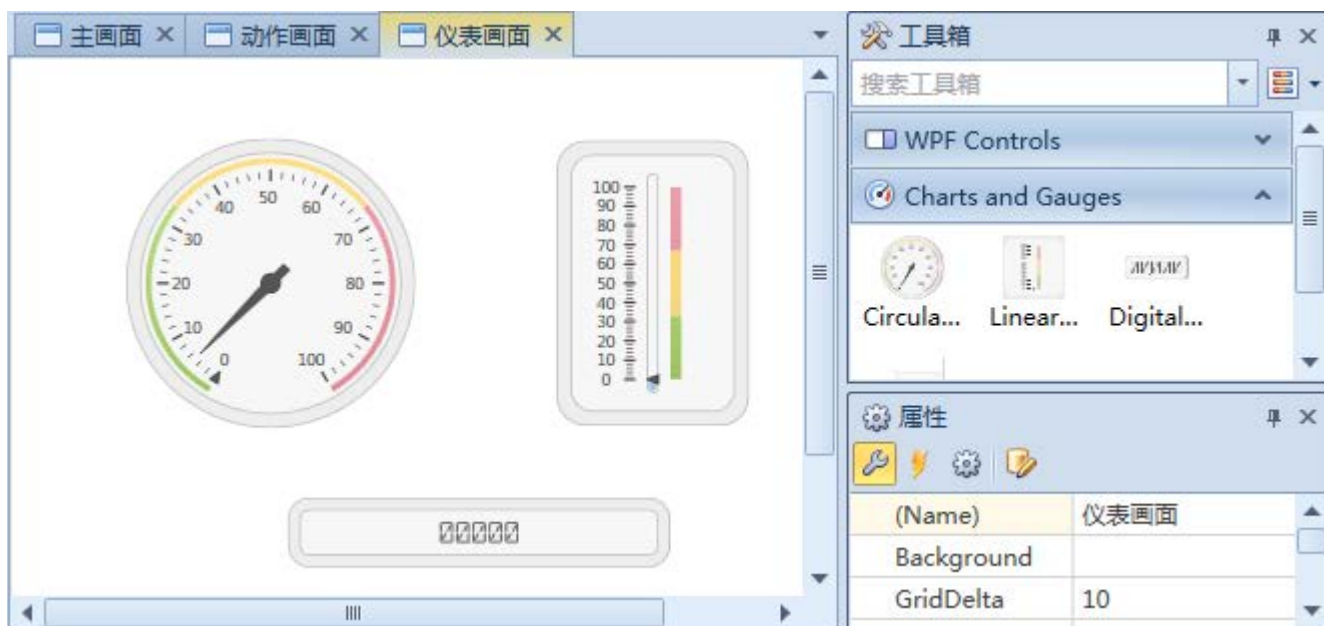 主画面 动作画面 仪表画面
0 10 20 30 40 50 60 70 80 90 100
100
90
80
70
60
50
40
30
20
10
0
00000
工具箱
搜索工具箱
WPF Controls
Charts and Gauges
Circula... Linear... Digital...
属性
(Name) 仪表画面
Background
GridDelta 10